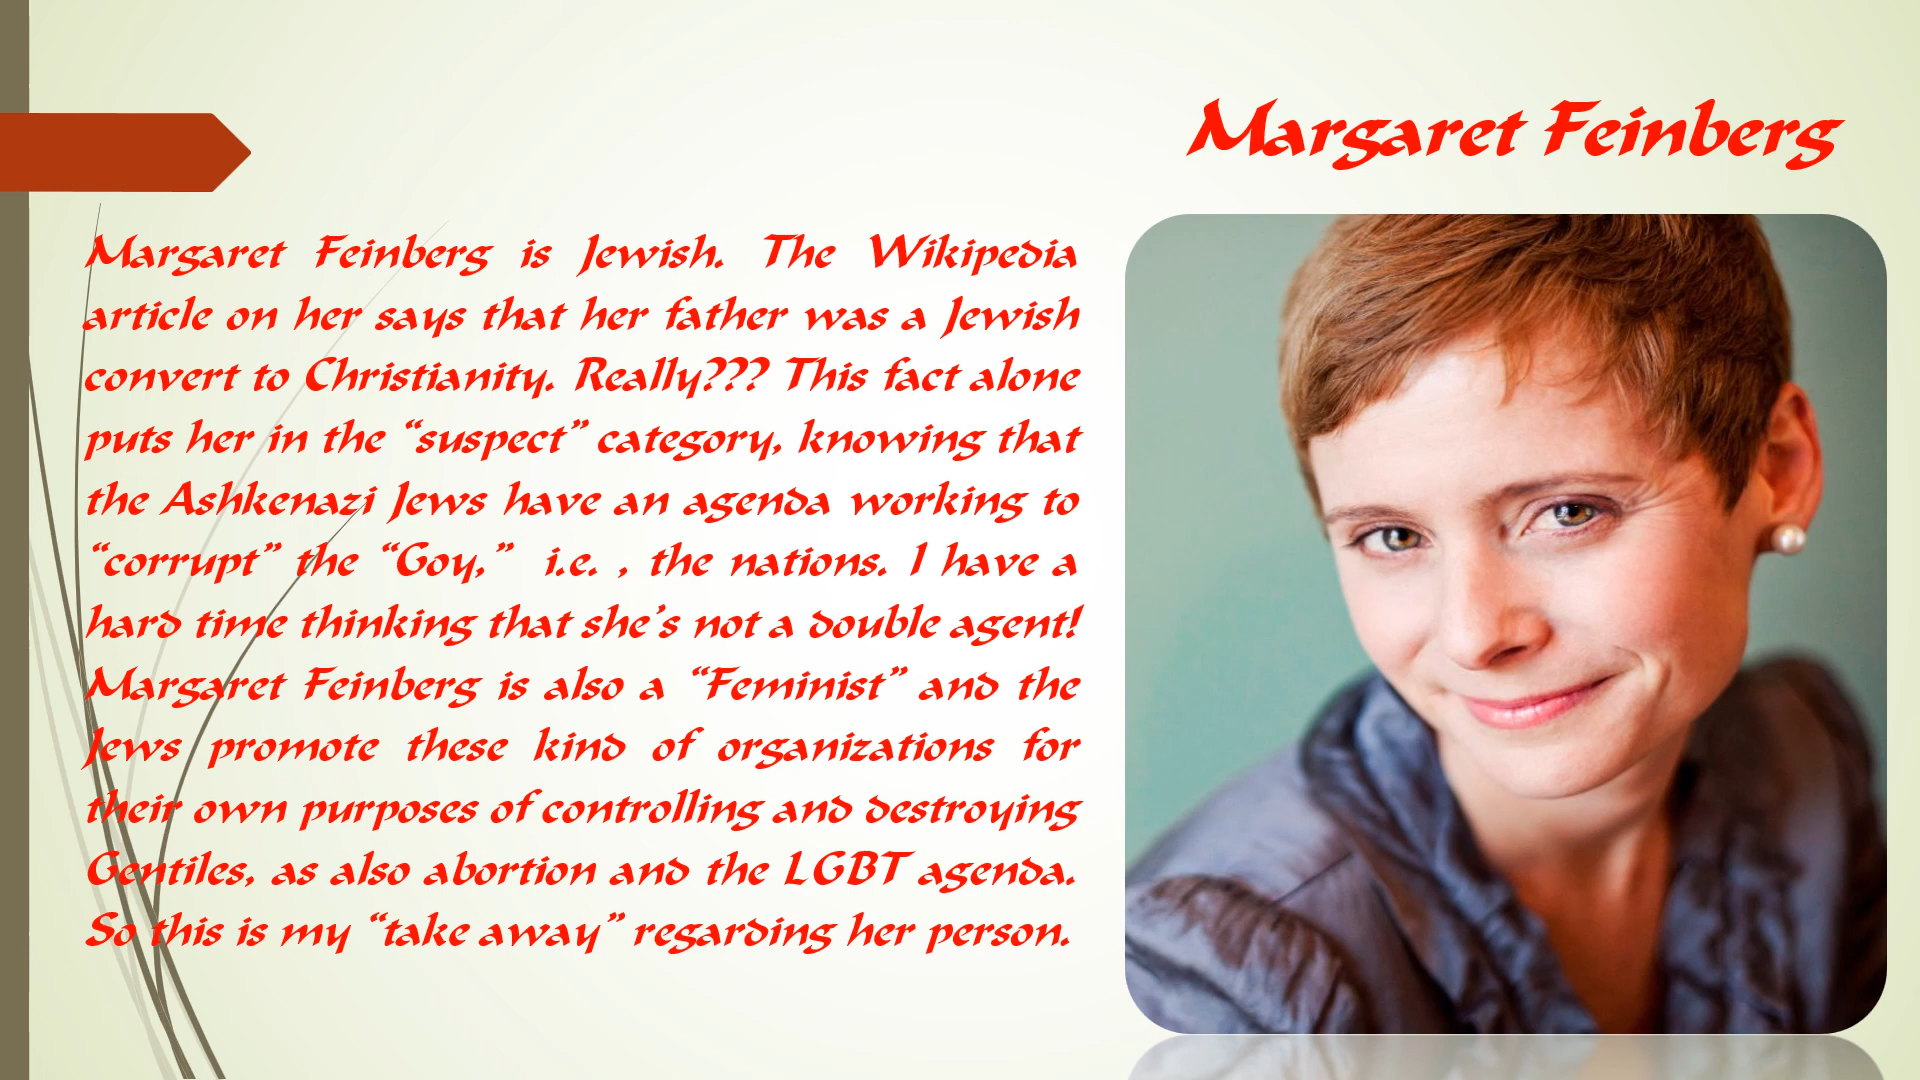 Margaret Feinberg
Margaret Feinberg is Jewish. The Wikipedia
article on her says that her father was a Jewish
convert to Christianity. Really??? This fact alone
puts her in the “suspect” category, knowing that
the Ashkenazi Jews have an agenda working to
“corrupt” the “Goy,” i.e. , the nations. I have a
hard time thinking that she’s not a double agent!
Margaret Feinberg is also a “Feminist” and the
Jews promote these kind of organizations for
their own purposes of controlling and destroying
Gentiles, as also abortion and the LGBT agenda.
So this is my “take away” regarding her person.